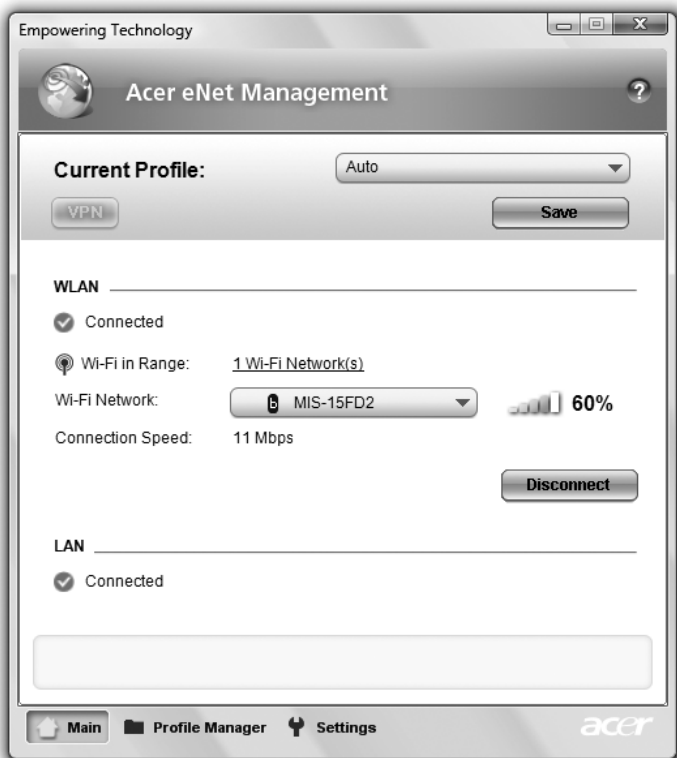 Empowering Technology
Acer eNet Management
?
Current Profile:
Auto
VPN
Save
WLAN
Connected
Wi-Fi in Range: 1 Wi-Fi Network(s)
Wi-Fi Network: b MIS-15FD2 60%
Connection Speed: 11 Mbps
Disconnect
LAN
Connected
Main Profile Manager Settings acer